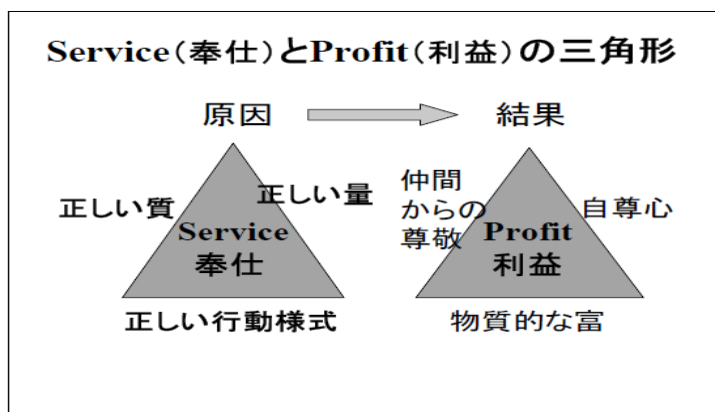 Service（奉仕）とProfit（利益）の三角形
原因
結果
正しい質
正しい量
Service
奉仕
正しい行動様式
仲間
からの
尊敬
自尊心
Profit
利益
物質的な富